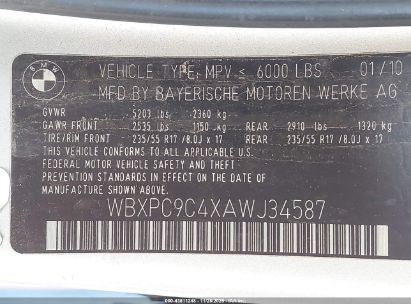 BMW
VEHICLE TYPE: MPV ≤ 6000 LBS 01/10
MFD BY BAYERISCHE MOTOREN WERKE AG
GVWR 5203 lbs 2360 kg
GAWR FRONT 2535 lbs 1150 kg REAR 2910 lbs 1320 kg
TIRE/RIM FRONT 235/55 R17 /8.0J x 17 REAR 235/55 R17 /8.0J x 17
THIS VEHICLE CONFORMS TO ALL APPLICABLE U.S.
FEDERAL MOTOR VEHICLE SAFETY AND THEFT
PREVENTION STANDARDS IN EFFECT ON THE DATE
OF MANUFACTURE SHOWN ABOVE.
WBXPC9C4XAWJ34587